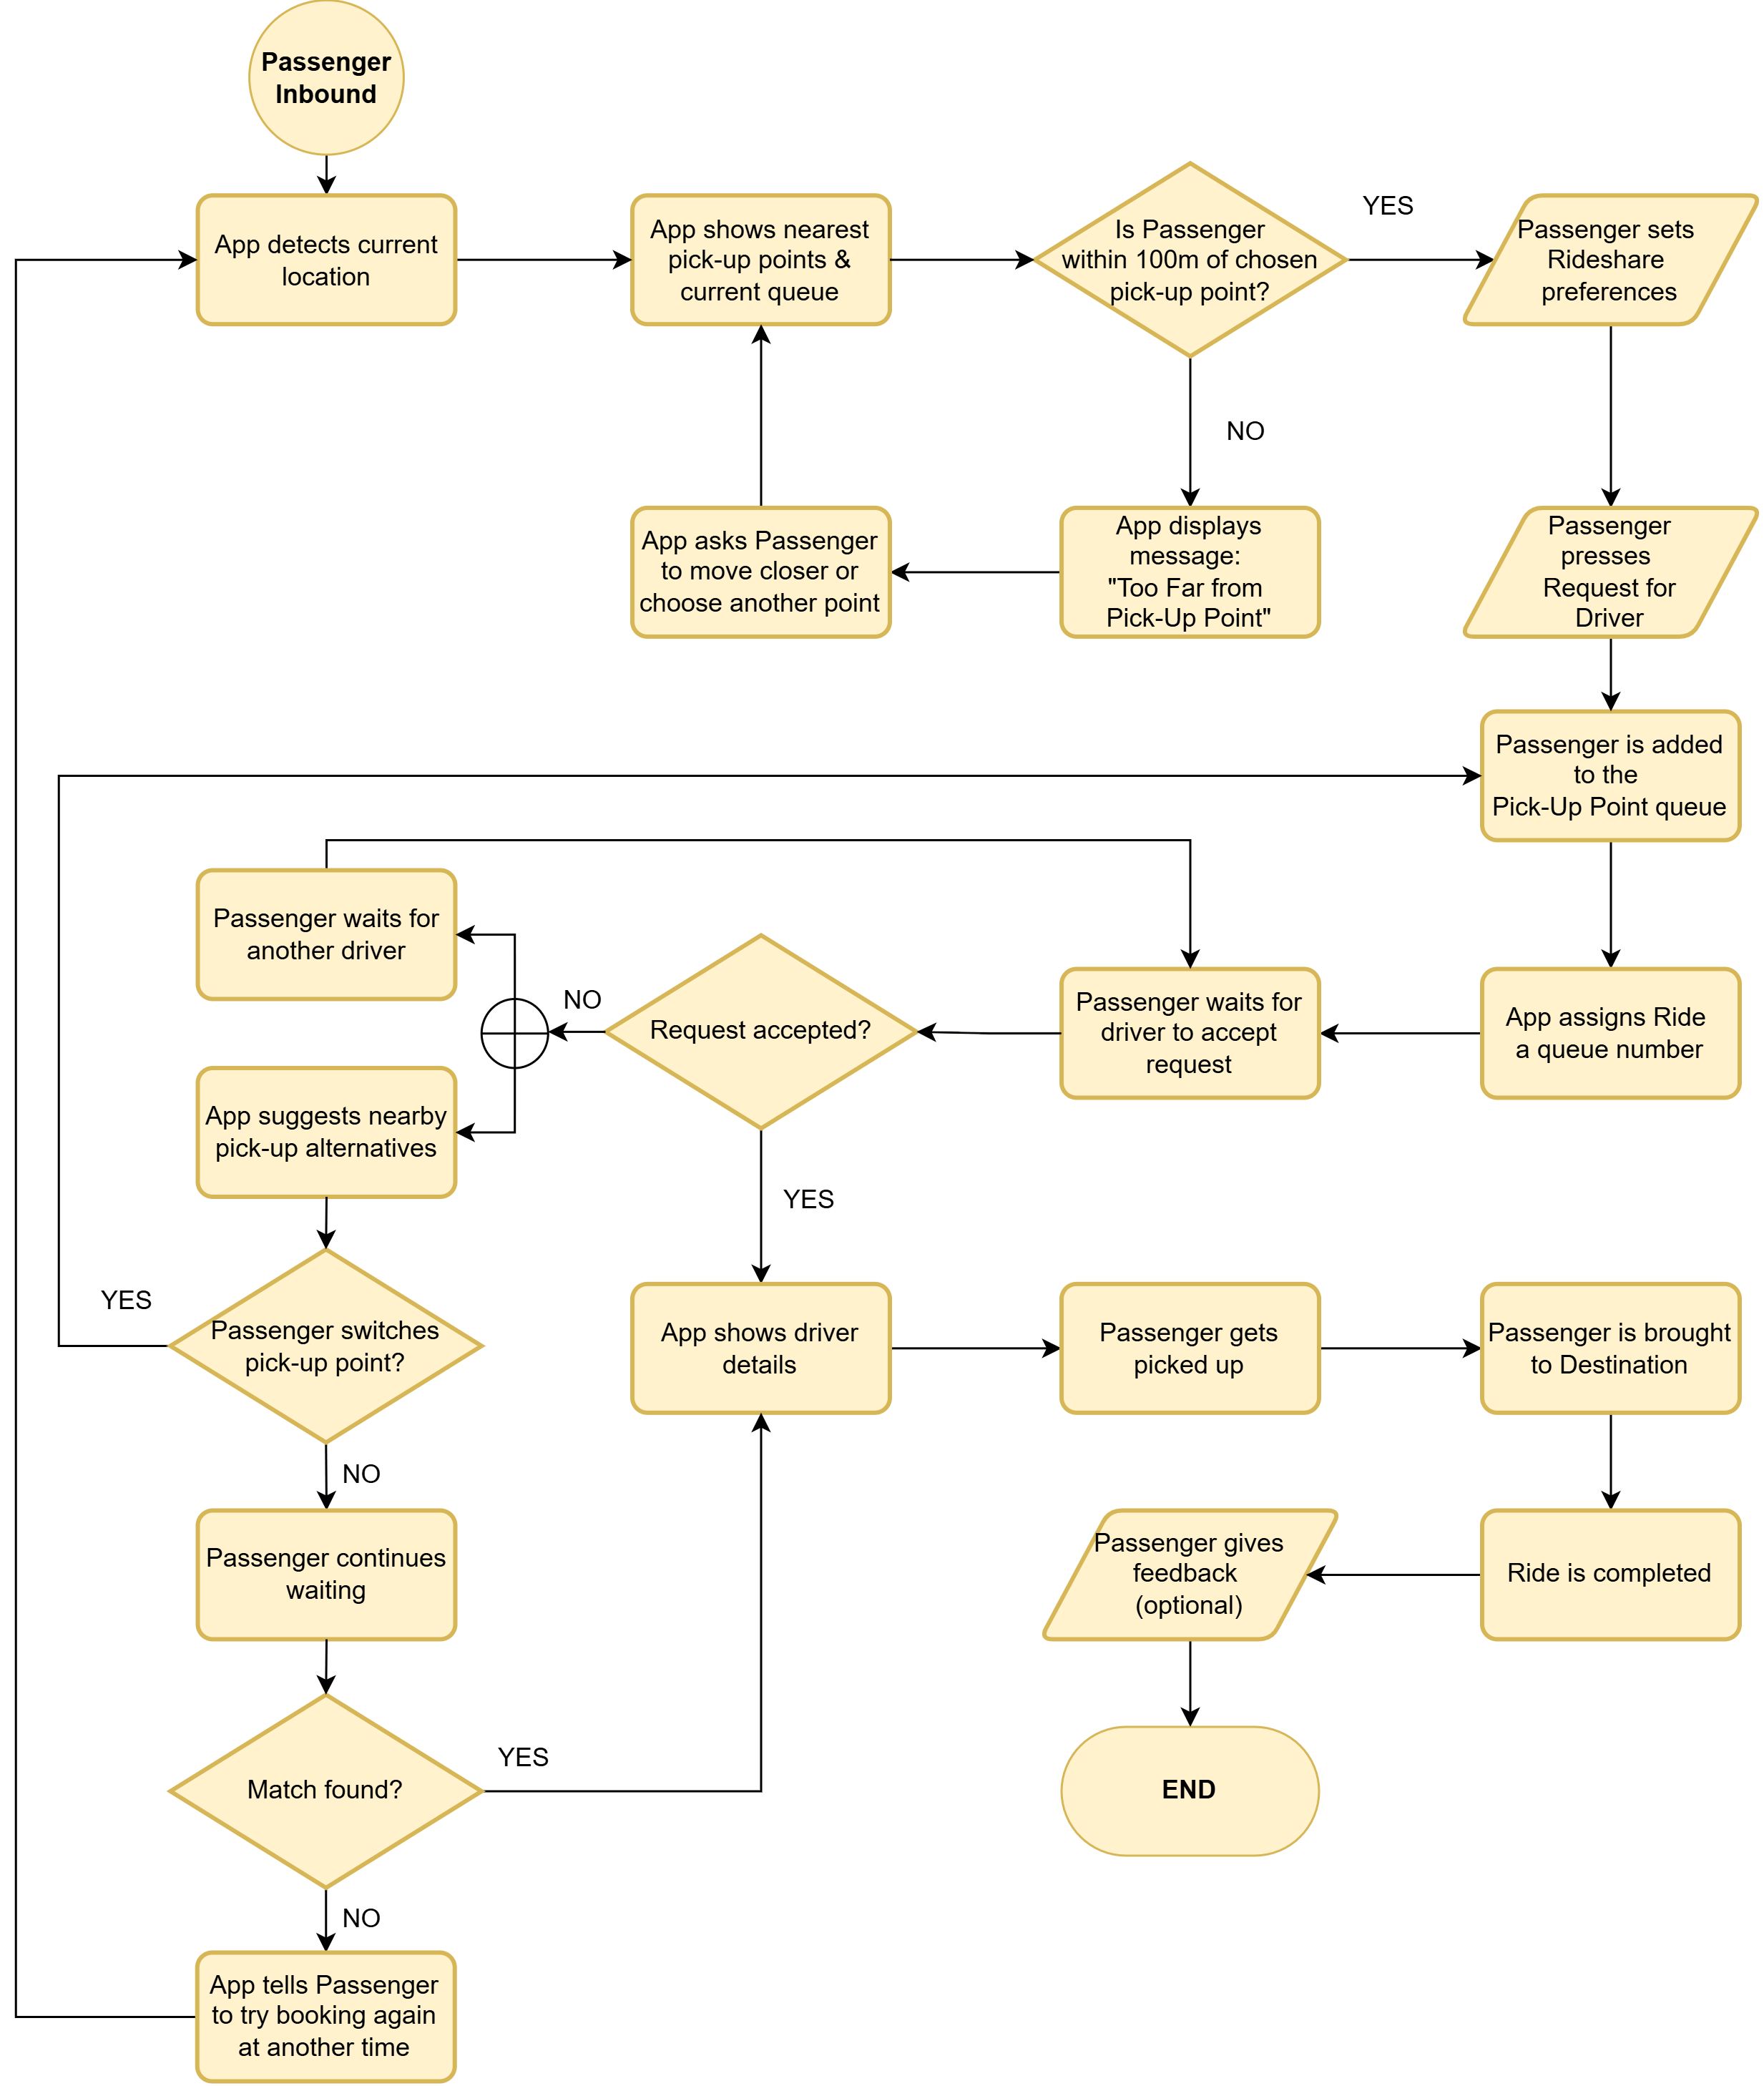 Passenger
Inbound
App detects current
location
App shows nearest
pick-up points &
current queue
Is Passenger
within 100m of chosen
pick-up point?
YES
Passenger sets
Rideshare
preferences
NO
App asks Passenger
to move closer or
choose another point
App displays
message:
"Too Far from
Pick-Up Point"
Passenger
presses
Request for
Driver
Passenger is added
to the
Pick-Up Point queue
Passenger waits for
another driver
NO
Request accepted?
Passenger waits for
driver to accept
request
App assigns Ride
a queue number
App suggests nearby
pick-up alternatives
YES
YES
Passenger switches
pick-up point?
App shows driver
details
Passenger gets
picked up
Passenger is brought
to Destination
NO
Passenger continues
waiting
Passenger gives
feedback
(optional)
Ride is completed
YES
Match found?
END
NO
App tells Passenger
to try booking again
at another time